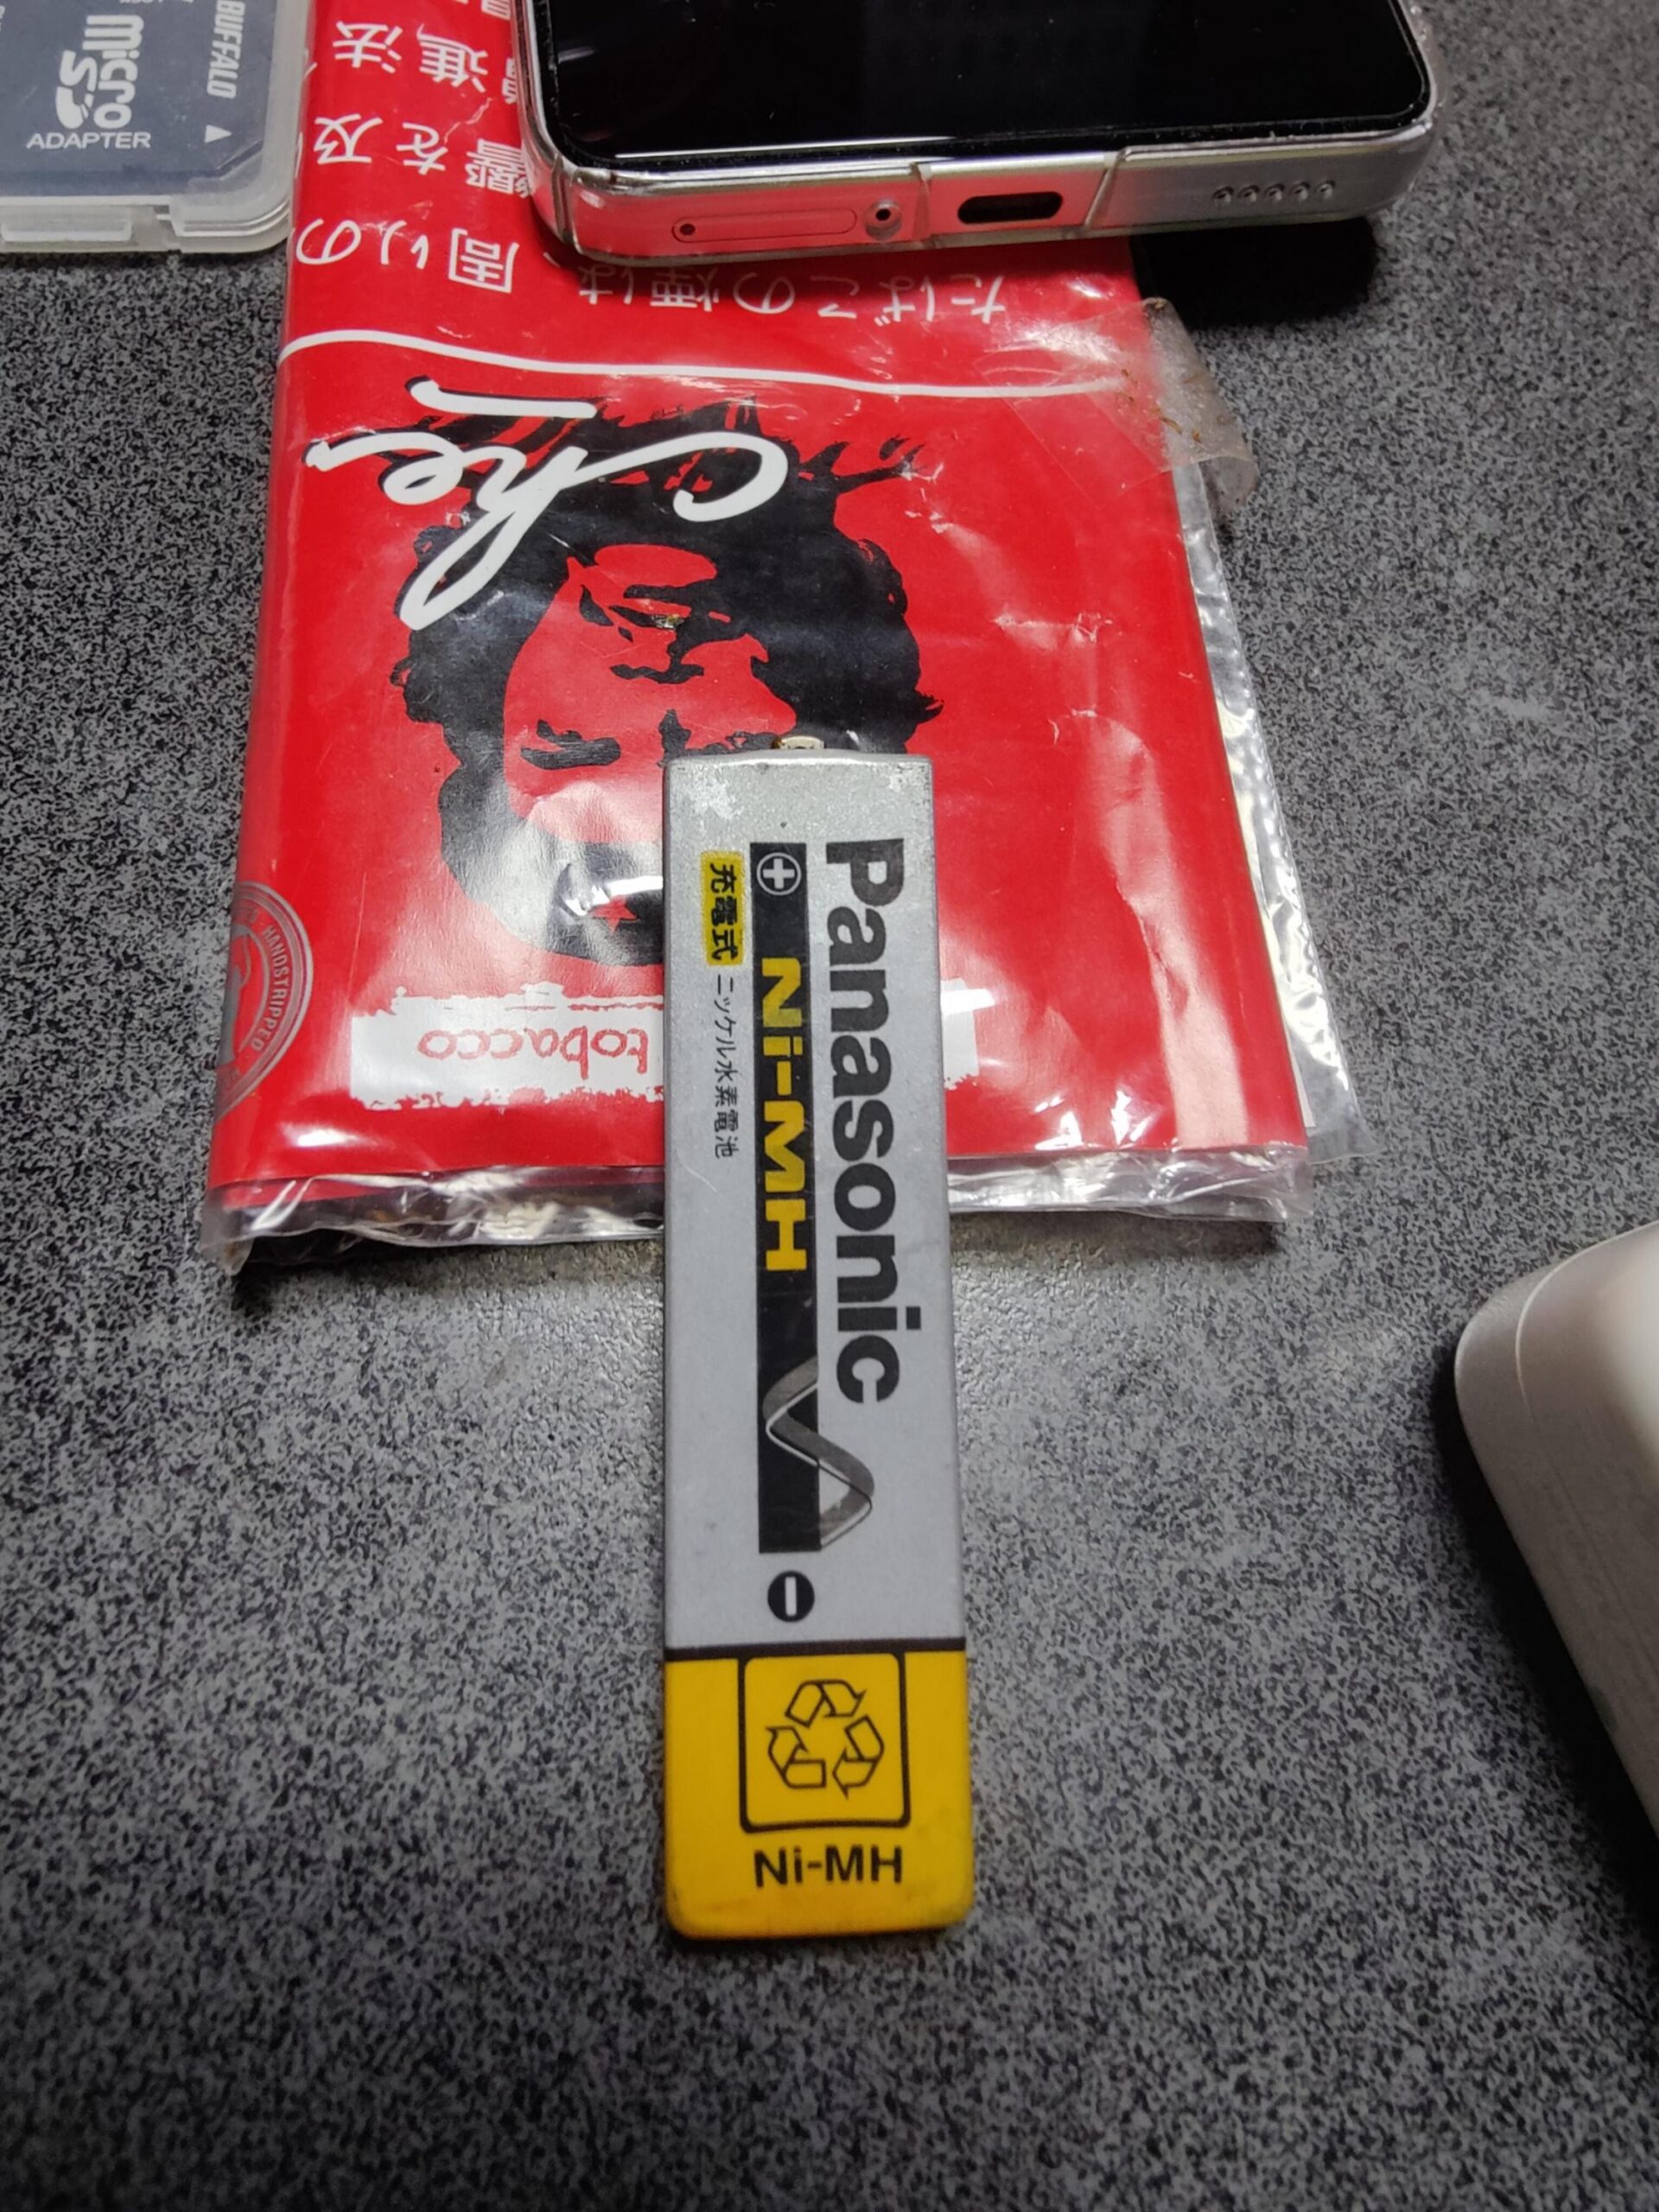 BUFFALO
micro
SD
ADAPTER
たばこの煙は、周りの
響を及
進法
che
tobacco
HANDSTRIPPED
Panasonic
+ Ni-MH −
充電式 ニッケル水素電池
Ni-MH